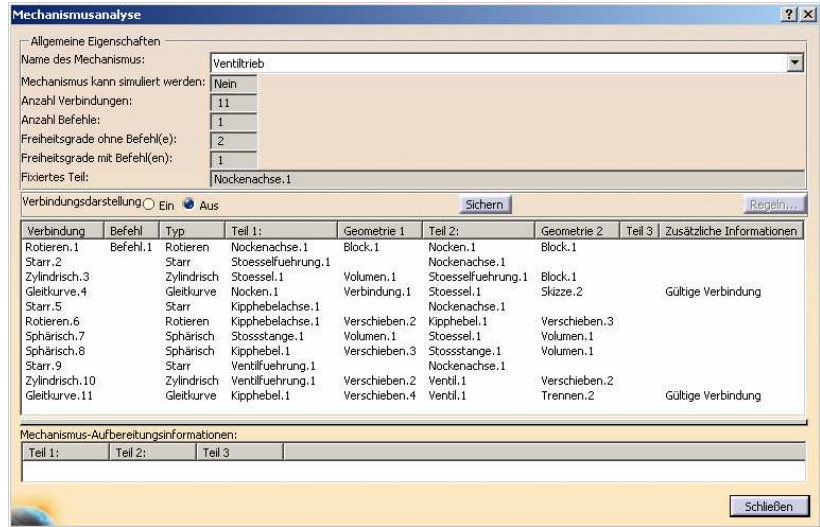 Mechanismusanalyse
Allgemeine Eigenschaften
Name des Mechanismus: Ventiltrieb
Mechanismus kann simuliert werden: Nein
Anzahl Verbindungen: 11
Anzahl Befehle: 1
Freiheitsgrade ohne Befehl(e): 2
Freiheitsgrade mit Befehl(en): 1
Fixiertes Teil: Nockenachse.1
Verbindungsdarstellung Ein Aus Sichern Regeln...
Verbindung Befehl Typ Teil 1: Geometrie 1 Teil 2: Geometrie 2 Teil 3 Zusätzliche Informationen
Rotieren.1 Befehl.1 Rotieren Nockenachse.1 Block.1 Nocken.1 Block.1
Starr.2 Starr Stoesselfuehrung.1 Nockenachse.1
Zylindrisch.3 Zylindrisch Stoessel.1 Volumen.1 Stoesselfuehrung.1 Block.1
Gleitkurve.4 Gleitkurve Nocken.1 Verbindung.1 Stoessel.1 Skizze.2 Gültige Verbindung
Starr.5 Starr Kipphebelachse.1 Nockenachse.1
Rotieren.6 Rotieren Kipphebelachse.1 Verschieben.2 Kipphebel.1 Verschieben.3
Sphärisch.7 Sphärisch Stossstange.1 Volumen.1 Stoessel.1 Volumen.1
Sphärisch.8 Sphärisch Kipphebel.1 Verschieben.3 Stossstange.1 Volumen.1
Starr.9 Starr Ventilfuehrung.1 Nockenachse.1
Zylindrisch.10 Zylindrisch Ventilfuehrung.1 Verschieben.2 Ventil.1 Verschieben.2
Gleitkurve.11 Gleitkurve Kipphebel.1 Verschieben.4 Ventil.1 Trennen.2 Gültige Verbindung
Mechanismus-Aufbereitungsinformationen:
Teil 1: Teil 2: Teil 3
Schließen